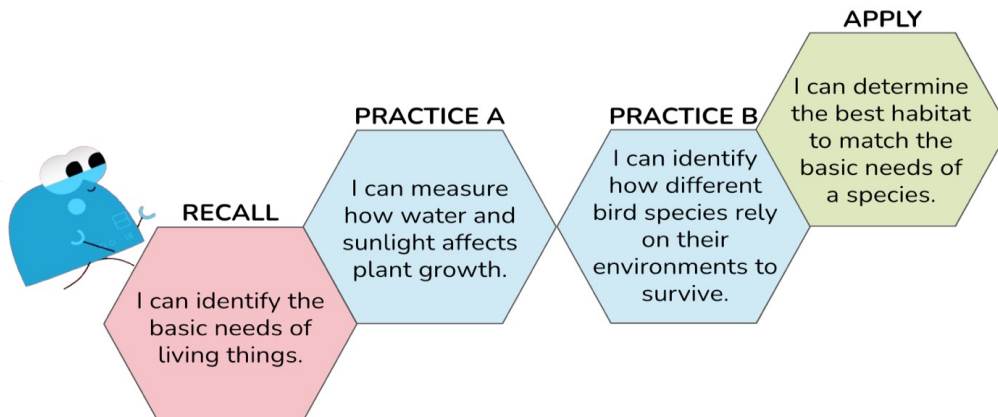 RECALL
I can identify the
basic needs of
living things.
PRACTICE A
I can measure
how water and
sunlight affects
plant growth.
PRACTICE B
I can identify
how different
bird species rely
on their
environments to
survive.
APPLY
I can determine
the best habitat
to match the
basic needs of
a species.